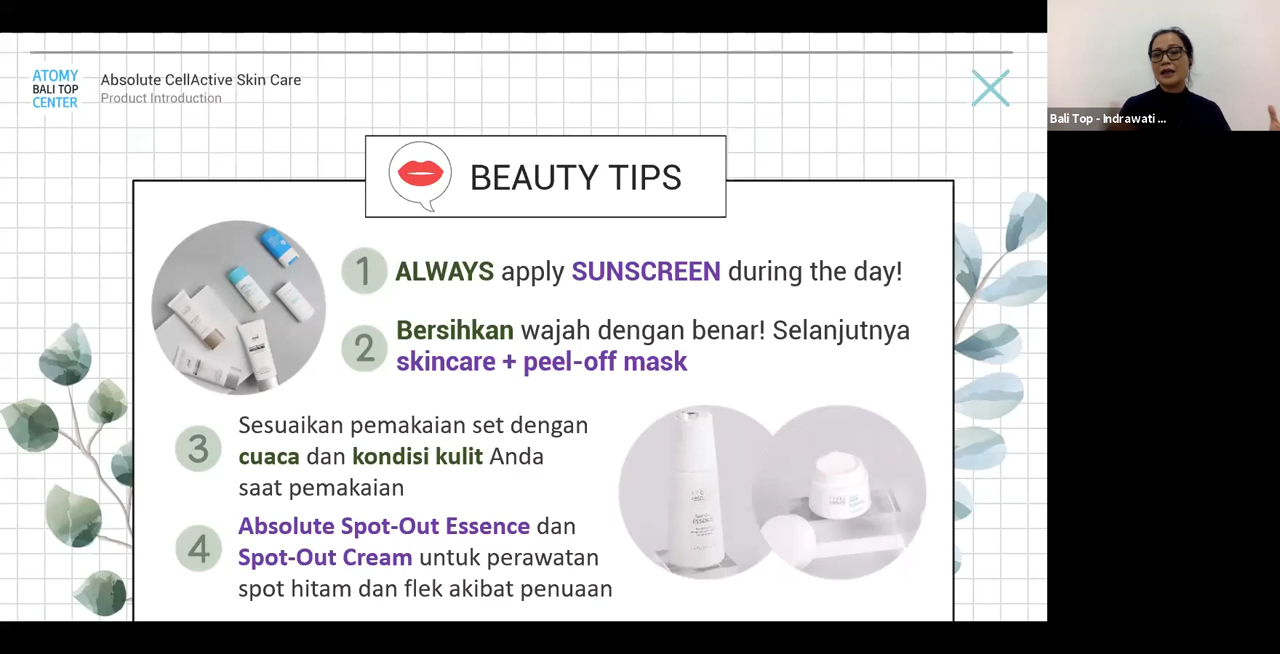 ATOMY
BALI TOP
CENTER
Absolute CellActive Skin Care
Product Introduction
Bali Top - Indrawati ...
BEAUTY TIPS
1 ALWAYS apply SUNSCREEN during the day!
2 Bersihkan wajah dengan benar! Selanjutnya
skincare + peel-off mask
3 Sesuaikan pemakaian set dengan
cuaca dan kondisi kulit Anda
saat pemakaian
4 Absolute Spot-Out Essence dan
Spot-Out Cream untuk perawatan
spot hitam dan flek akibat penuaan
ESSENCE